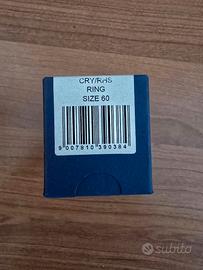 CRY/RHS
RING
SIZE 60
9 007810 390384
subito